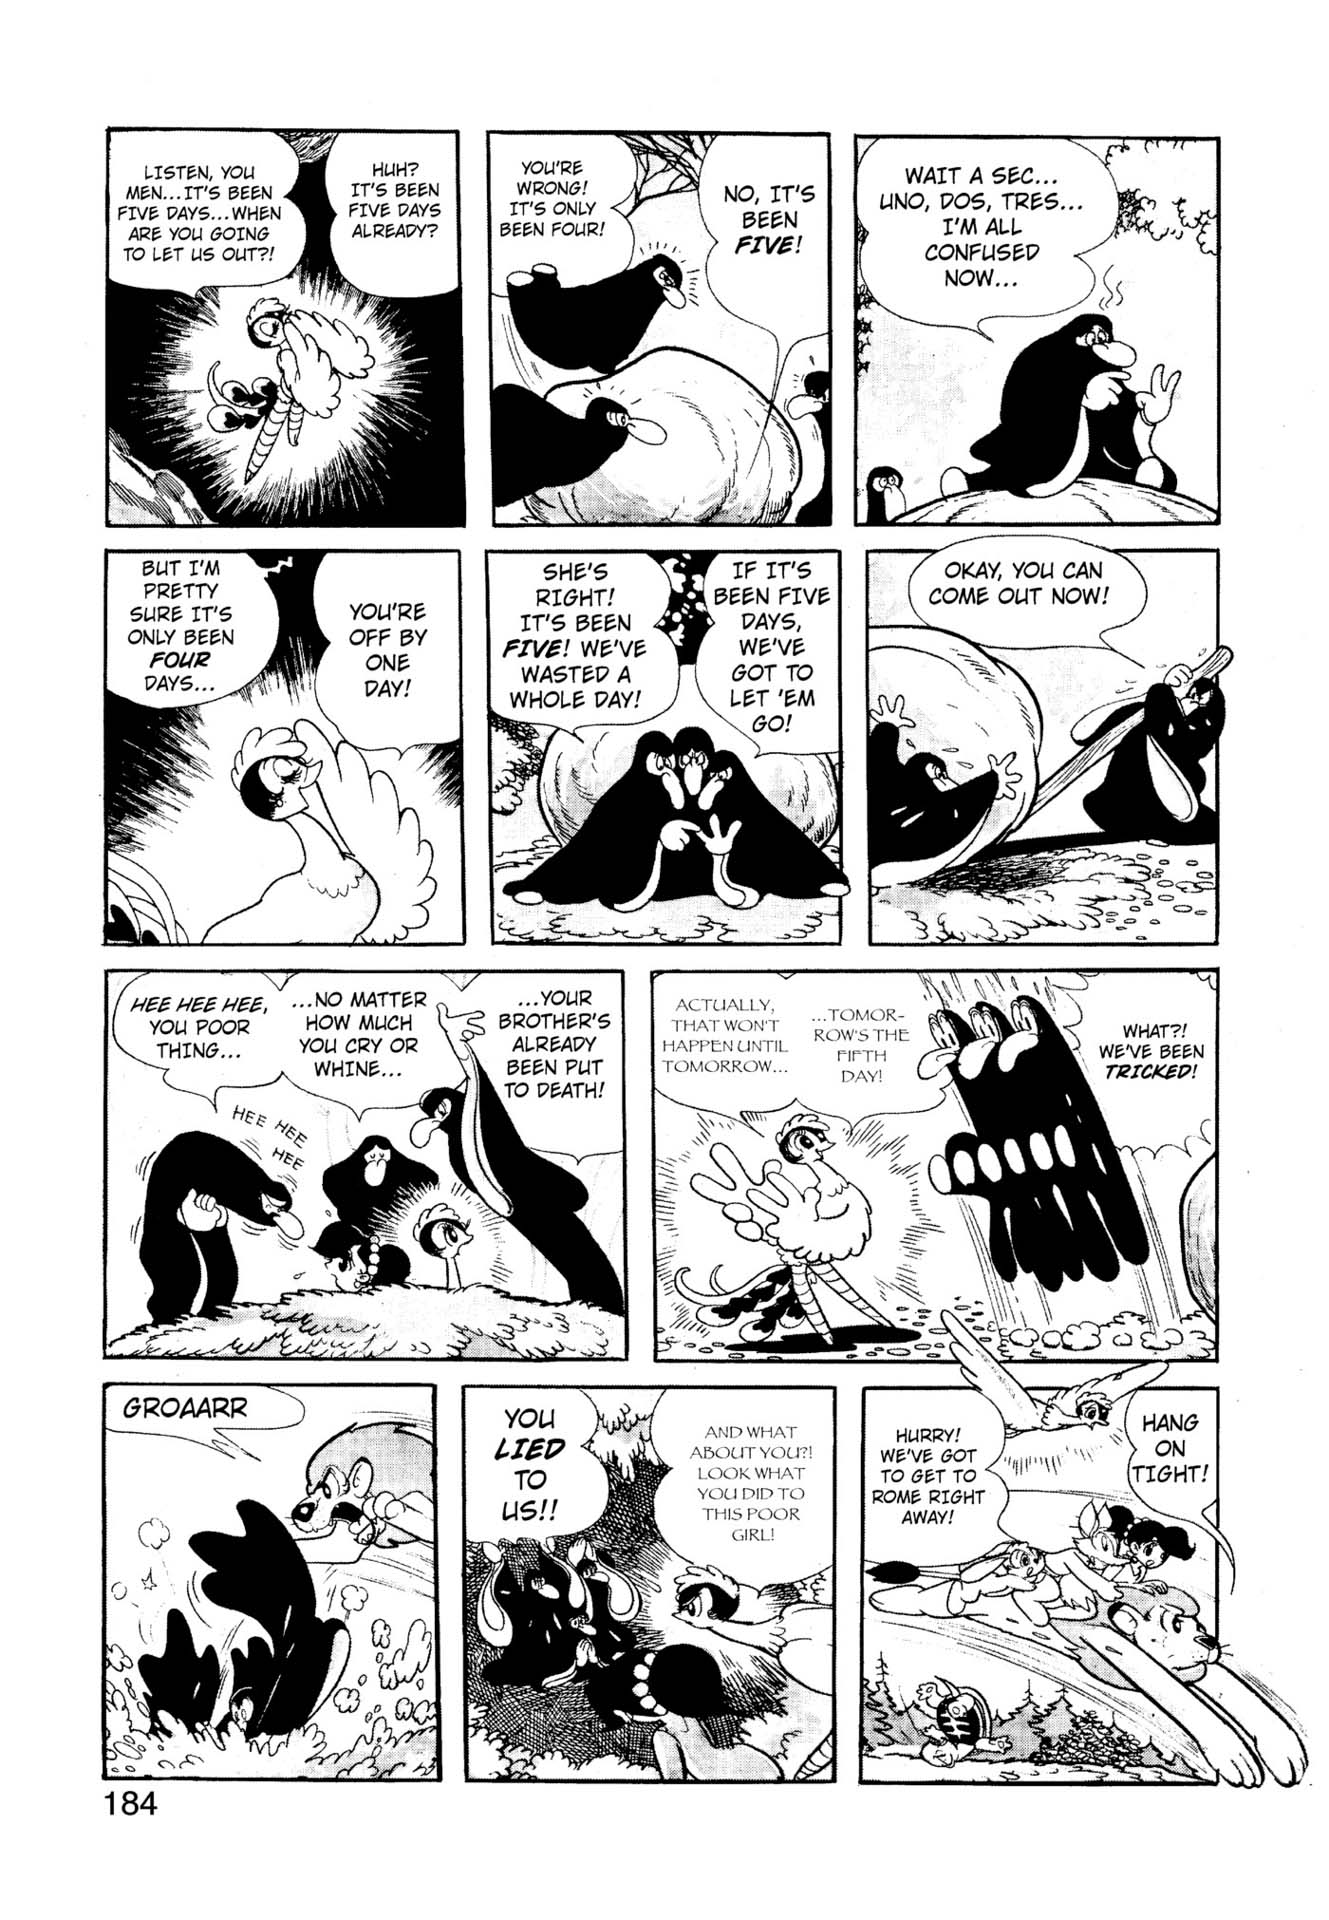 LISTEN, YOU
MEN...IT'S BEEN
FIVE DAYS...WHEN
ARE YOU GOING
TO LET US OUT?!
HUH?
IT'S BEEN
FIVE DAYS
ALREADY?
YOU'RE
WRONG!
IT'S ONLY
BEEN FOUR!
NO, IT'S
BEEN
FIVE!
WAIT A SEC...
UNO, DOS, TRES...
I'M ALL
CONFUSED
NOW...
BUT I'M
PRETTY
SURE IT'S
ONLY BEEN
FOUR
DAYS...
YOU'RE
OFF BY
ONE
DAY!
SHE'S
RIGHT!
IT'S BEEN
FIVE! WE'VE
WASTED A
WHOLE DAY!
IF IT'S
BEEN FIVE
DAYS,
WE'VE
GOT TO
LET 'EM
GO!
OKAY, YOU CAN
COME OUT NOW!
HEE HEE HEE,
YOU POOR
THING...
...NO MATTER
HOW MUCH
YOU CRY OR
WHINE...
...YOUR
BROTHER'S
ALREADY
BEEN PUT
TO DEATH!
HEE HEE
HEE
ACTUALLY,
THAT WON'T
HAPPEN UNTIL
TOMORROW...
...TOMOR-
ROW'S THE
FIFTH
DAY!
WHAT?!
WE'VE BEEN
TRICKED!
GROAARR
YOU
LIED
TO
US!!
AND WHAT
ABOUT YOU?!
LOOK WHAT
YOU DID TO
THIS POOR
GIRL!
HURRY!
WE'VE GOT
TO GET TO
ROME RIGHT
AWAY!
HANG
ON
TIGHT!
184